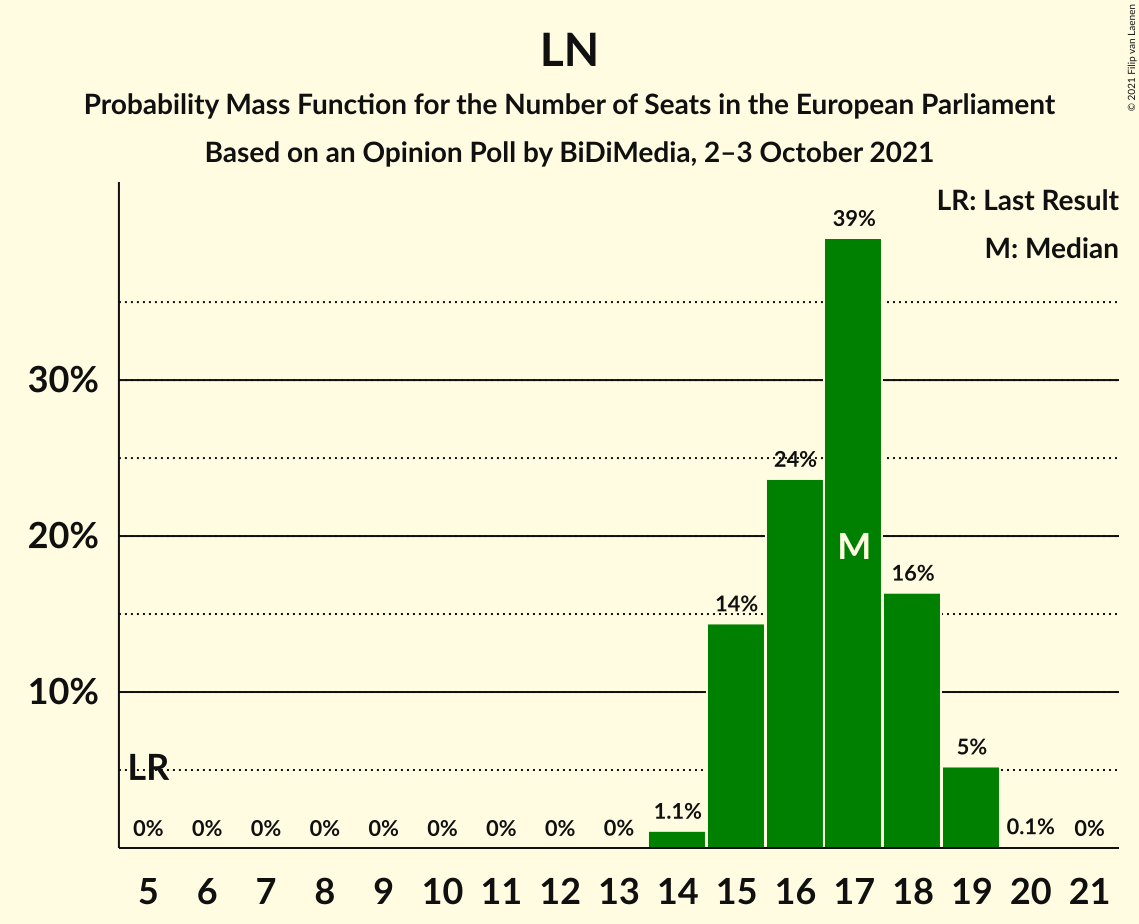 LN
Probability Mass Function for the Number of Seats in the European Parliament
Based on an Opinion Poll by BiDiMedia, 2–3 October 2021
© 2021 Filip van Laenen
LR: Last Result
M: Median
39%
30%
24%
20%
M
16%
14%
10%
LR
5%
0% 0% 0% 0% 0% 0% 0% 0% 0% 1.1% 0.1% 0%
5 6 7 8 9 10 11 12 13 14 15 16 17 18 19 20 21